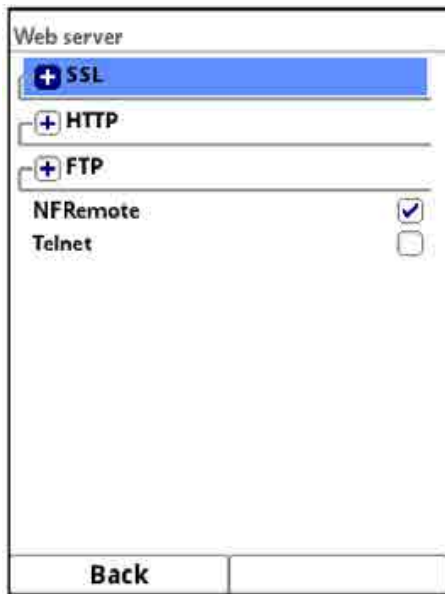 Web server
SSL
HTTP
FTP
NFRemote
Telnet
Back